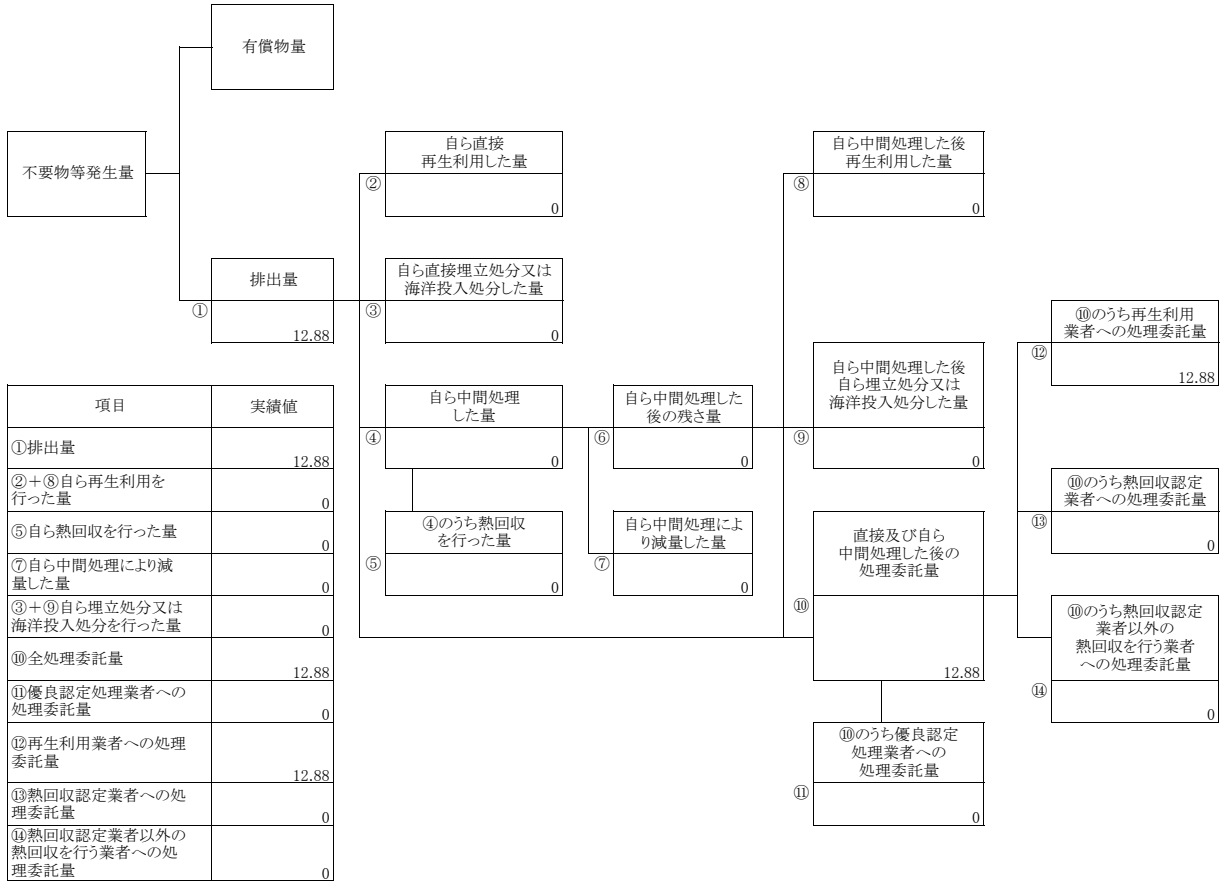 有償物量
不要物等発生量
自ら直接
再生利用した量
②
0
自ら中間処理した後
再生利用した量
⑧
0
排出量
①
12.88
自ら直接埋立処分又は
海洋投入処分した量
③
0
⑩のうち再生利用
業者への処理委託量
⑫
12.88
自ら中間処理した後
自ら埋立処分又は
海洋投入処分した量
⑨
0
自ら中間処理
した量
④
0
自ら中間処理した
後の残さ量
⑥
0
⑩のうち熱回収認定
業者への処理委託量
⑬
0
④のうち熱回収
を行った量
⑤
0
自ら中間処理によ
り減量した量
⑦
0
直接及び自ら
中間処理した後の
処理委託量
⑩
12.88
⑩のうち熱回収認定
業者以外の
熱回収を行う業者
への処理委託量
⑭
0
⑩のうち優良認定
処理業者への
処理委託量
⑪
0
項目 実績値
①排出量 12.88
②＋⑧自ら再生利用を
行った量 0
⑤自ら熱回収を行った量 0
⑦自ら中間処理により減
量した量 0
③＋⑨自ら埋立処分又は
海洋投入処分を行った量 0
⑩全処理委託量 12.88
⑪優良認定処理業者への
処理委託量 0
⑫再生利用業者への処理
委託量 12.88
⑬熱回収認定業者への処
理委託量 0
⑭熱回収認定業者以外の
熱回収を行う業者への処
理委託量 0